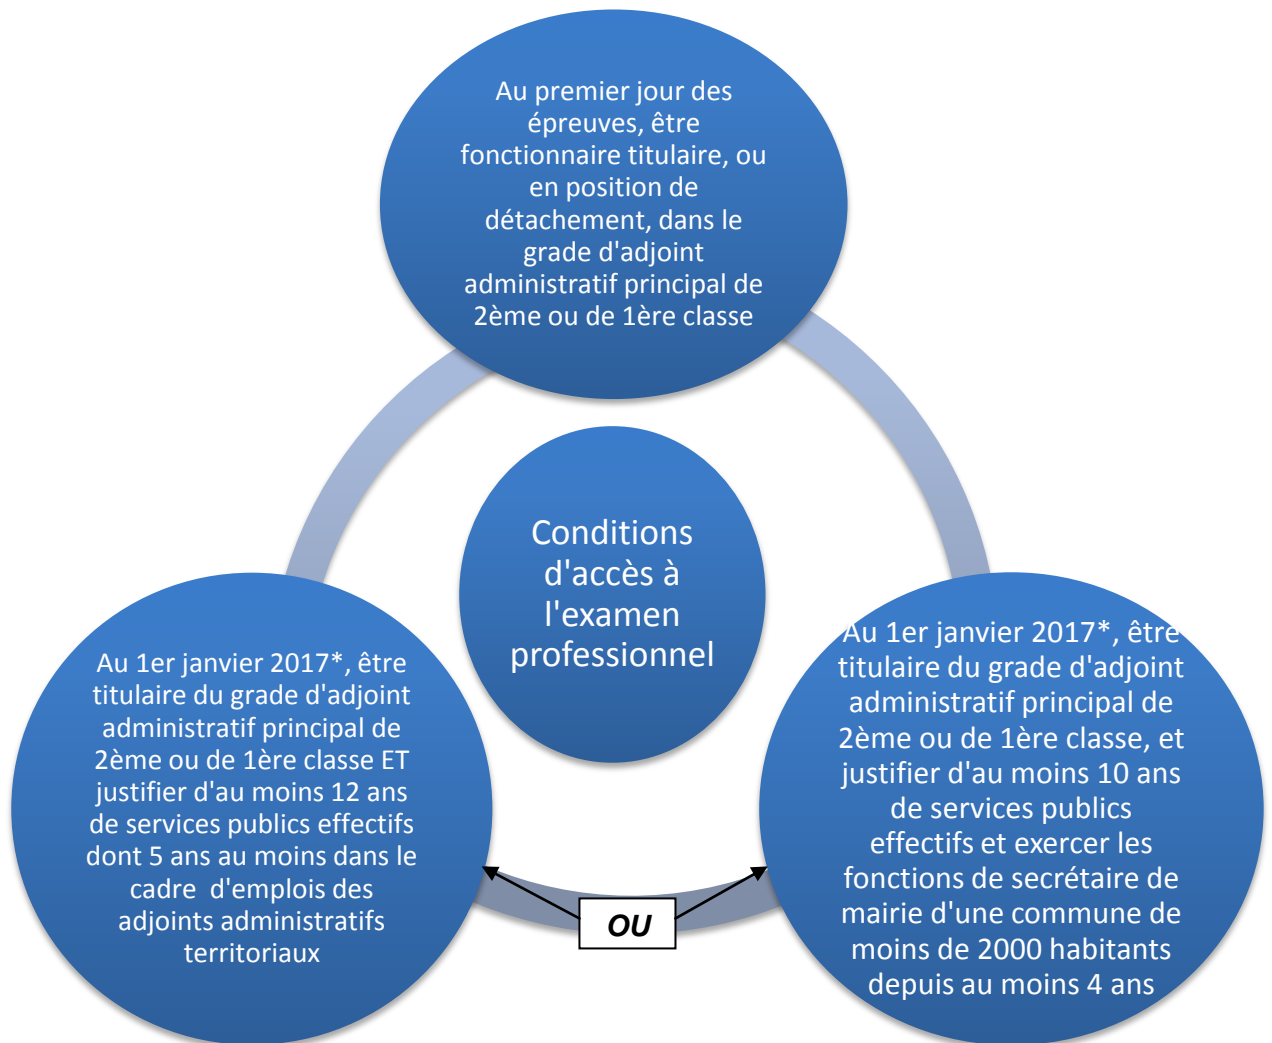 Au premier jour des
épreuves, être
fonctionnaire titulaire, ou
en position de
détachement, dans le
grade d'adjoint
administratif principal de
2ème ou de 1ère classe
Conditions
d'accès à
l'examen
professionnel
Au 1er janvier 2017*, être
titulaire du grade d'adjoint
administratif principal de
2ème ou de 1ère classe ET
justifier d'au moins 12 ans
de services publics effectifs
dont 5 ans au moins dans le
cadre d'emplois des
adjoints administratifs
territoriaux
Au 1er janvier 2017*, être
titulaire du grade d'adjoint
administratif principal de
2ème ou de 1ère classe, et
justifier d'au moins 10 ans
de services publics
effectifs et exercer les
fonctions de secrétaire de
mairie d'une commune de
moins de 2000 habitants
depuis au moins 4 ans
OU